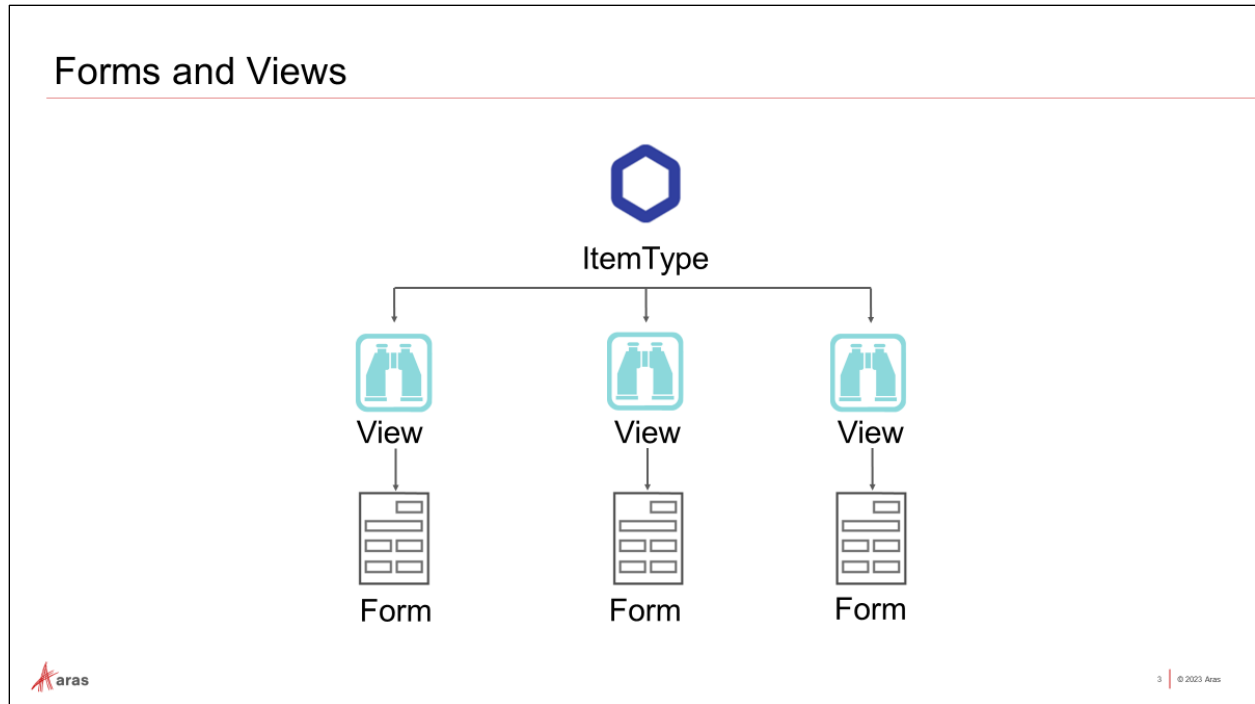 Forms and Views
ItemType
View View View
Form Form Form
aras 3 © 2023 Aras